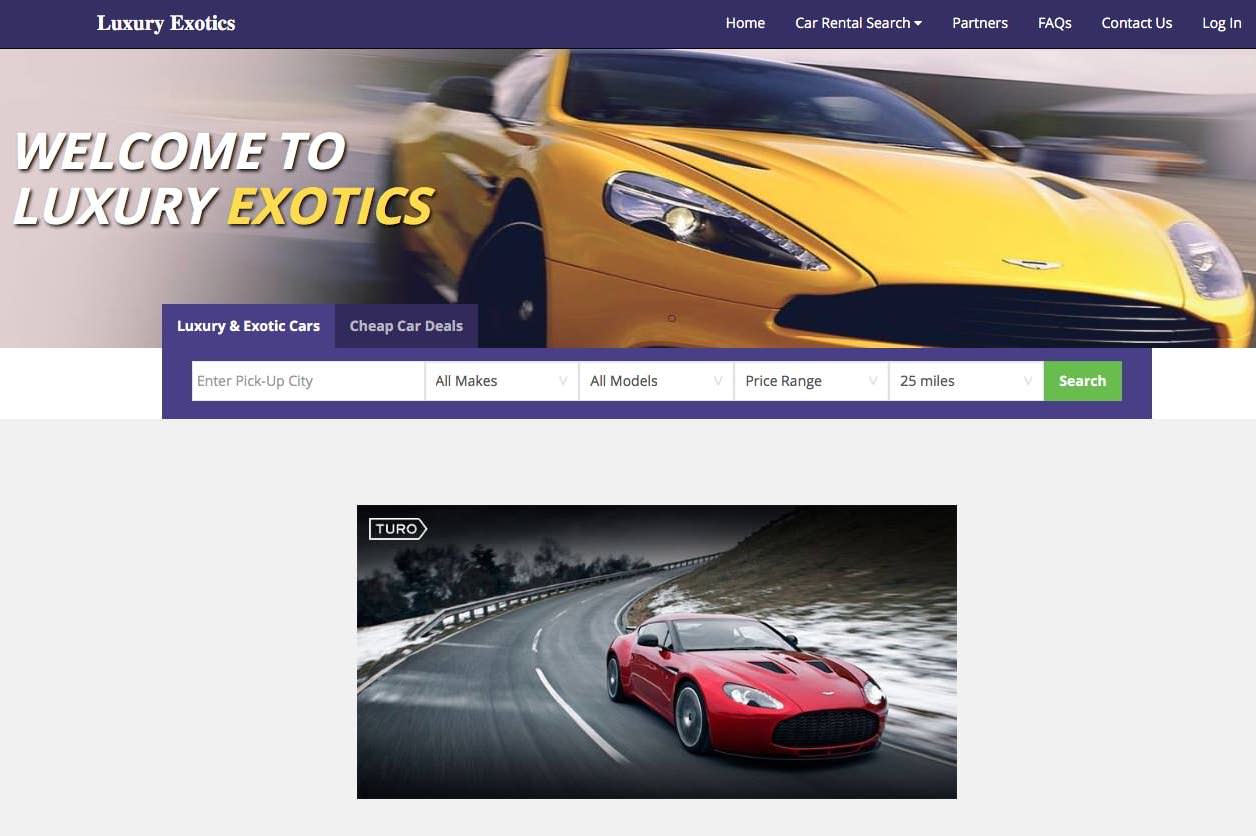 Luxury Exotics
Home Car Rental Search Partners FAQs Contact Us Log In
WELCOME TO
LUXURY EXOTICS
Luxury & Exotic Cars Cheap Car Deals
Enter Pick-Up City All Makes All Models Price Range 25 miles Search
TURO